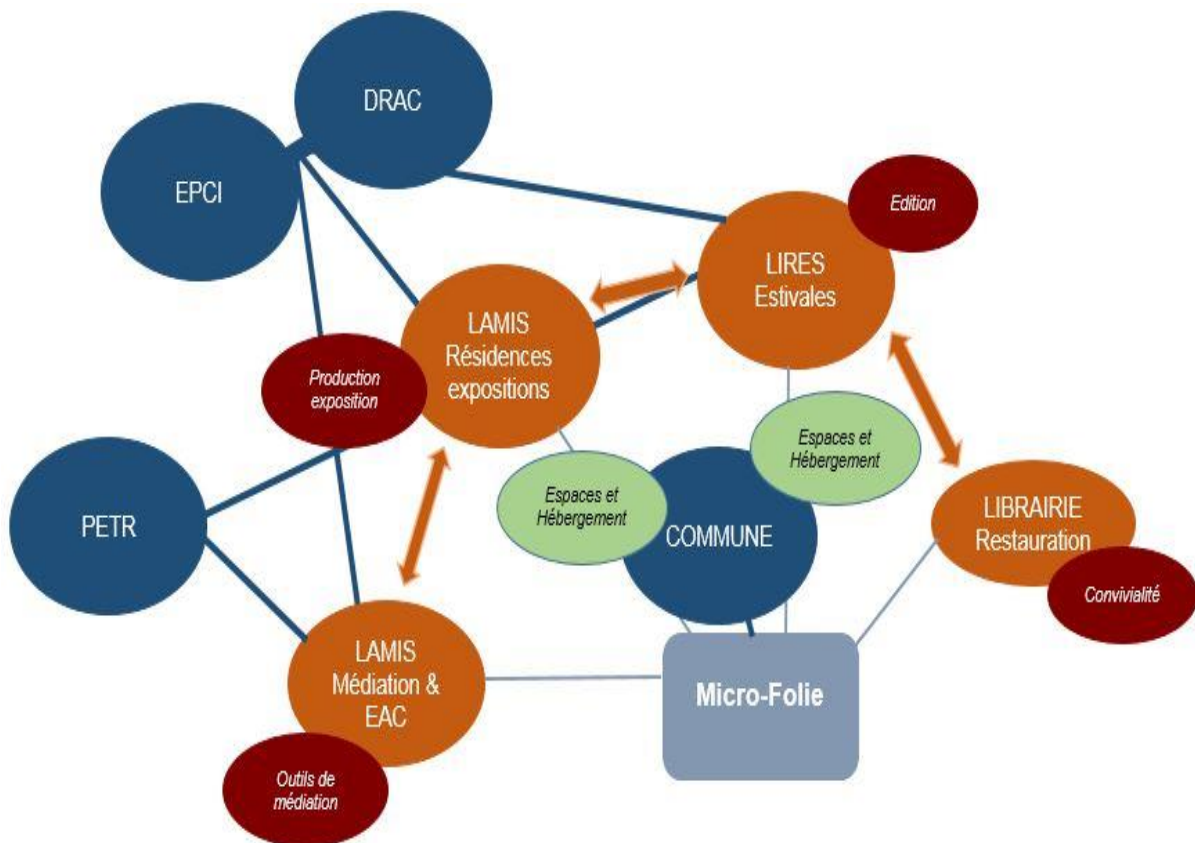 DRAC
EPCI
Edition
LIRES
Estivales
LAMIS
Résidences
expositions
Production
exposition
Espaces et
Hébergement
Espaces et
Hébergement
PETR
COMMUNE
LIBRAIRIE
Restauration
Convivialité
LAMIS
Médiation &
EAC
Micro-Folie
Outils de
médiation